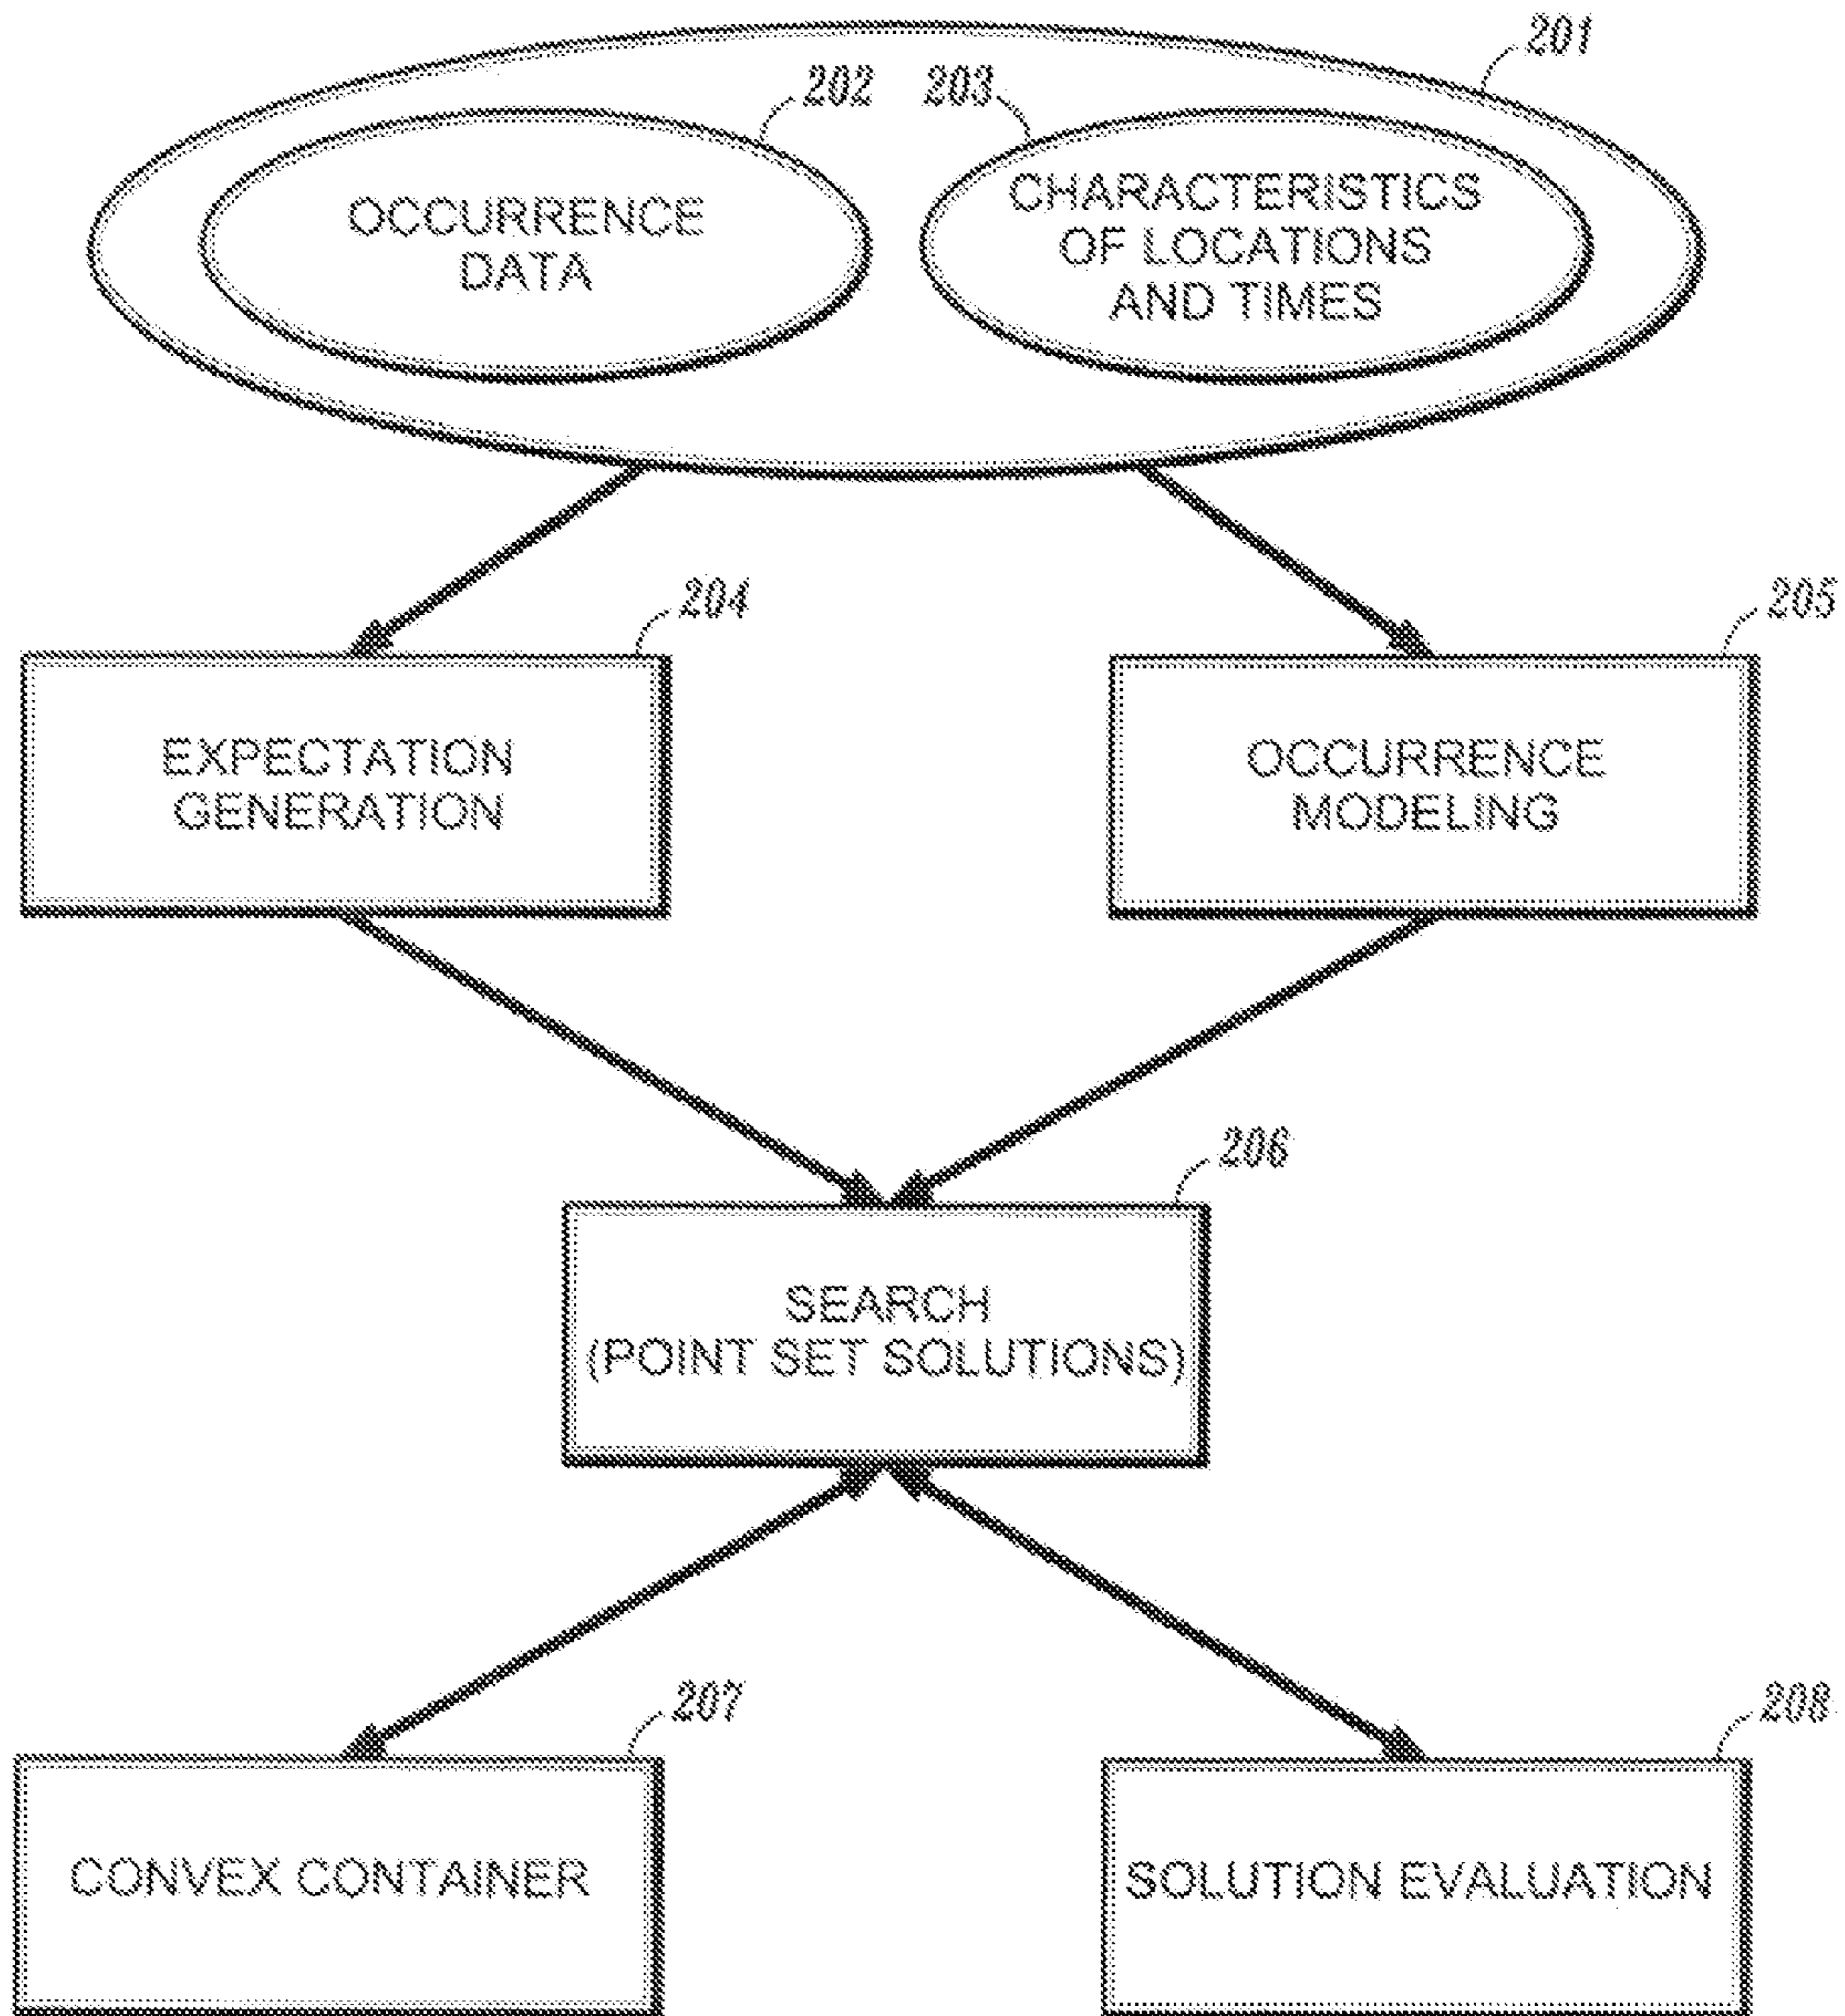 201
202
203
OCCURRENCE
DATA
CHARACTERISTICS
OF LOCATIONS
AND TIMES
204
205
EXPECTATION
GENERATION
OCCURRENCE
MODELING
206
SEARCH
(POINT SET SOLUTIONS)
207
208
CONVEX CONTAINER
SOLUTION EVALUATION